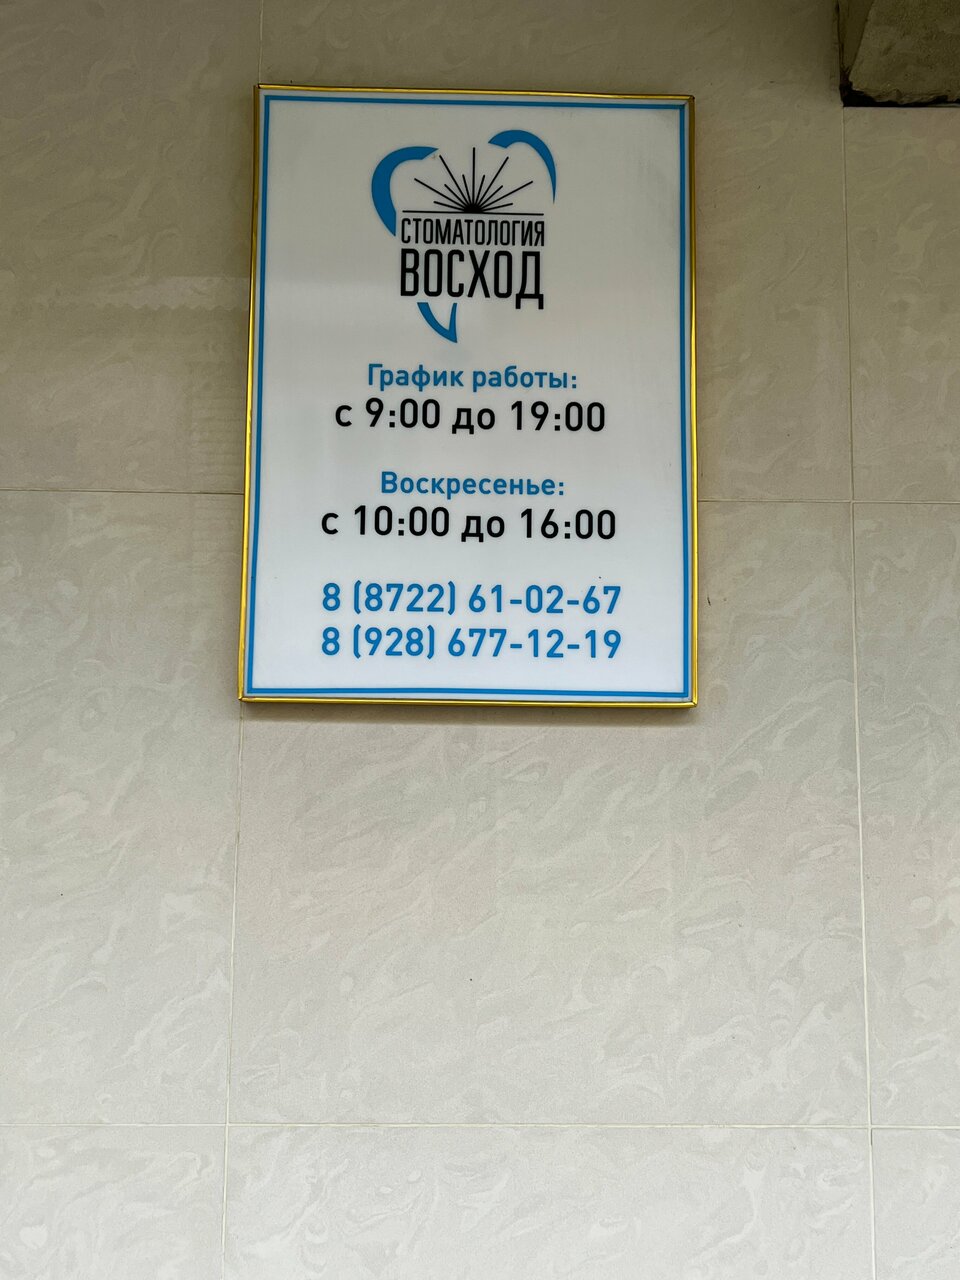 СТОМАТОЛОГИЯ
ВОСХОД
График работы:
с 9:00 до 19:00
Воскресенье:
с 10:00 до 16:00
8 (8722) 61-02-67
8 (928) 677-12-19